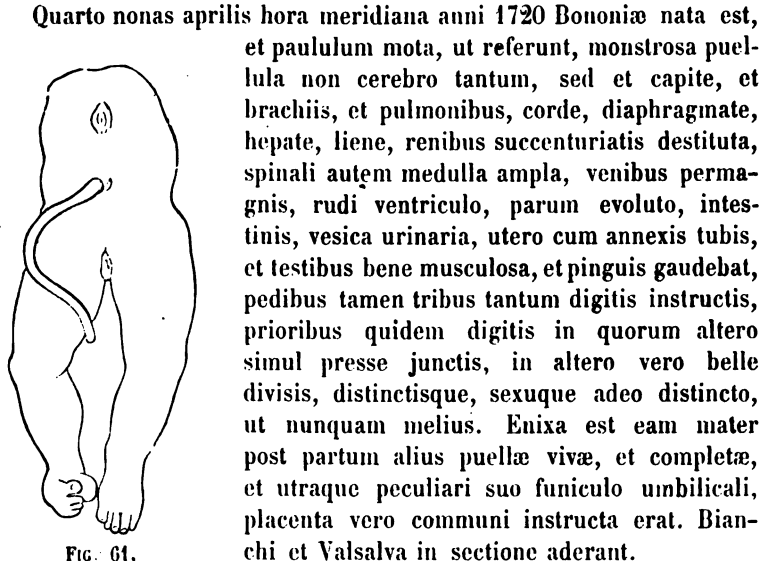 Quarto nonas aprilis hora meridiana anni 1720 Bononiæ nata est,
et paululum mota, ut referunt, monstrosa puel-
lula non cerebro tantum, sed et capite, et
brachiis, et pulmonibus, corde, diaphragmate,
hepate, liene, renibus succenturiatis destituta,
spinali autem medulla ampla, venibus perma-
gnis, rudi ventriculo, parum evoluto, intes-
tinis, vesica urinaria, utero cum annexis tubis,
et testibus bene musculosa, et pinguis gaudebat,
pedibus tamen tribus tantum digitis instructis,
prioribus quidem digitis in quorum altero
simul presse junctis, in altero vero belle
divisis, distinctisque, sexuque adeo distincto,
ut nunquam melius. Enixa est eam mater
post partum alius puellæ vivæ, et completæ,
et utraque peculiari suo funiculo umbilicali,
placenta vero communi instructa erat. Bian-
chi et Valsalva in sectione aderant.
FIG. 61.